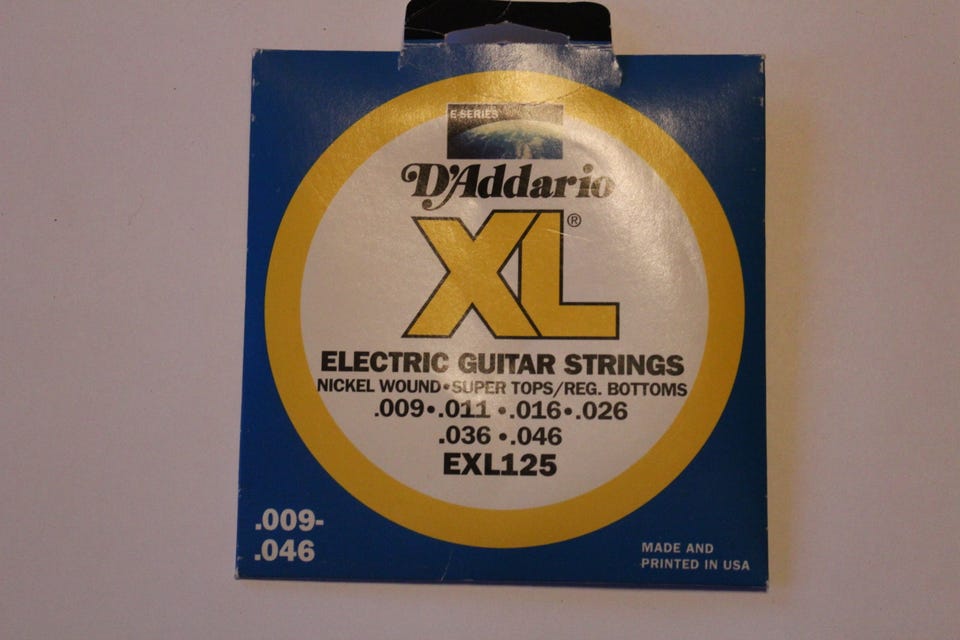 E-SERIES
D'Addario
XL®
ELECTRIC GUITAR STRINGS
NICKEL WOUND•SUPER TOPS/REG. BOTTOMS
.009•.011•.016•.026
.036•.046
EXL125
.009-
.046
MADE AND
PRINTED IN USA